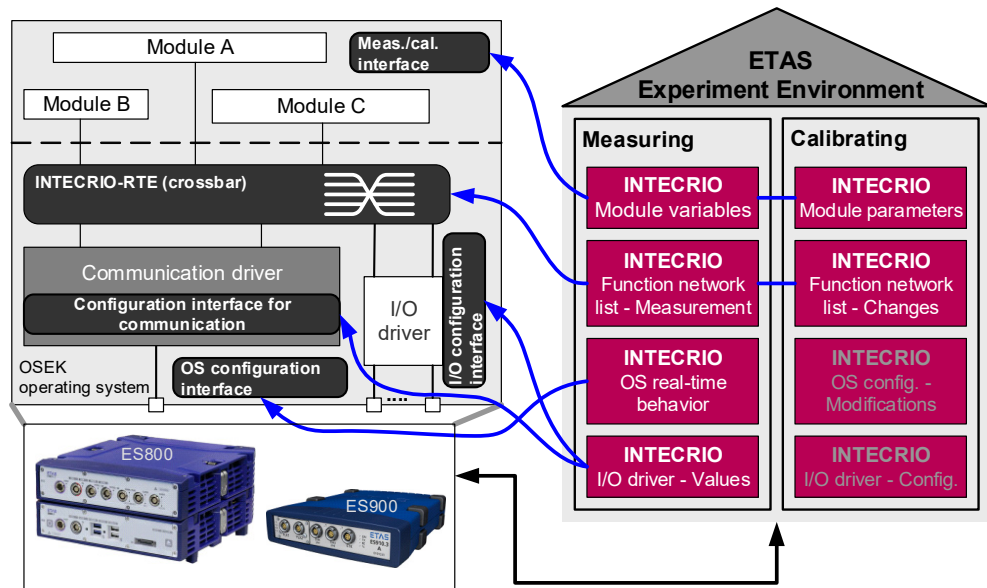 Module A
Meas./cal.
interface
Module B
Module C
INTECRIO-RTE (crossbar)
Communication driver
Configuration interface for
communication
I/O
driver
I/O configuration
interface
OSEK
operating system
OS configuration
interface
....
ES800
ES900
ETAS
ES910.3
A
ETAS
Experiment Environment
Measuring
Calibrating
INTECRIO
Module variables
INTECRIO
Module parameters
INTECRIO
Function network
list - Measurement
INTECRIO
Function network
list - Changes
INTECRIO
OS real-time
behavior
INTECRIO
OS config. -
Modifications
INTECRIO
I/O driver - Values
INTECRIO
I/O driver - Config.